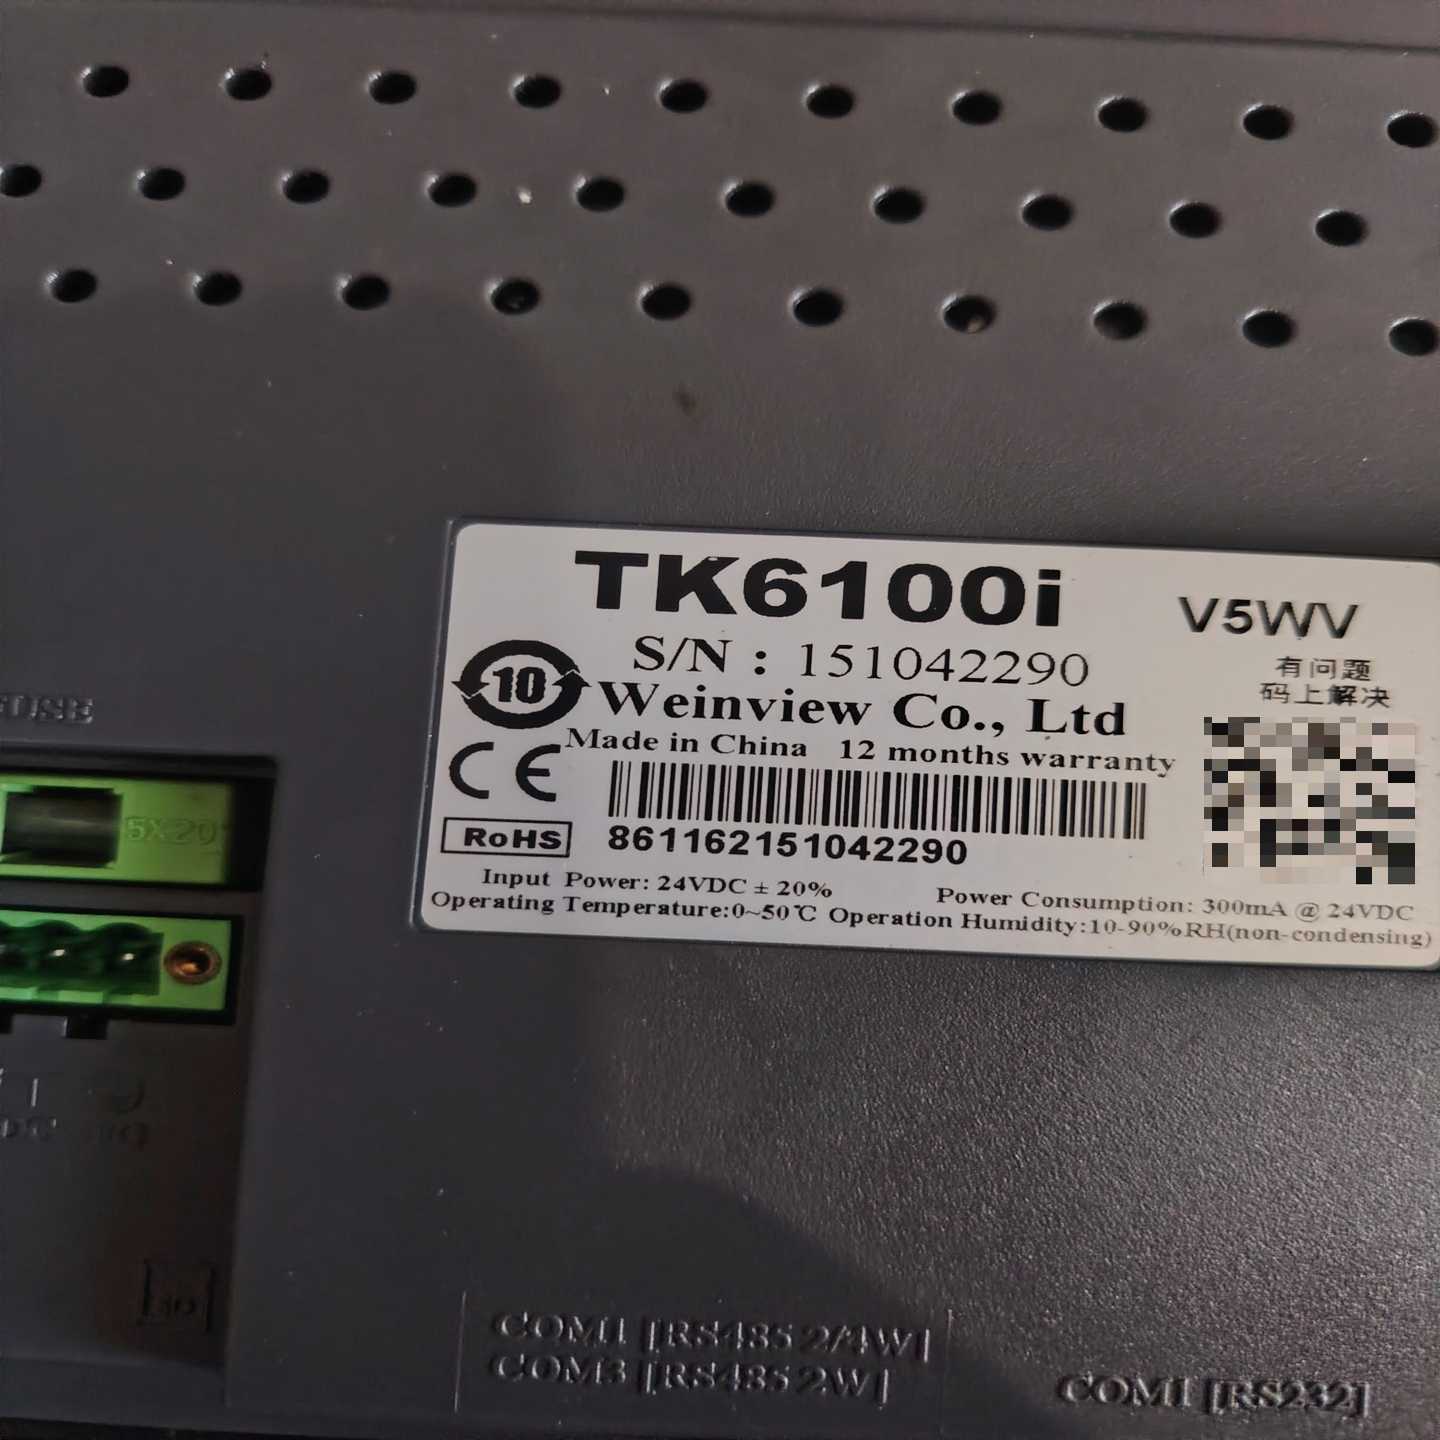 TK6100i
V5WV
S/N : 151042290
有问题
码上解决
10
Weinview Co., Ltd
Made in China 12 months warranty
CE
RoHS
861162151042290
Input Power: 24VDC ± 20%
Power Consumption: 300mA @ 24VDC
Operating Temperature:0~50℃ Operation Humidity:10-90%RH(non-condensing)
FUSE
5X20
COM1 [RS485 2/4W]
COM3 [RS485 2W]
COM1 [RS232]